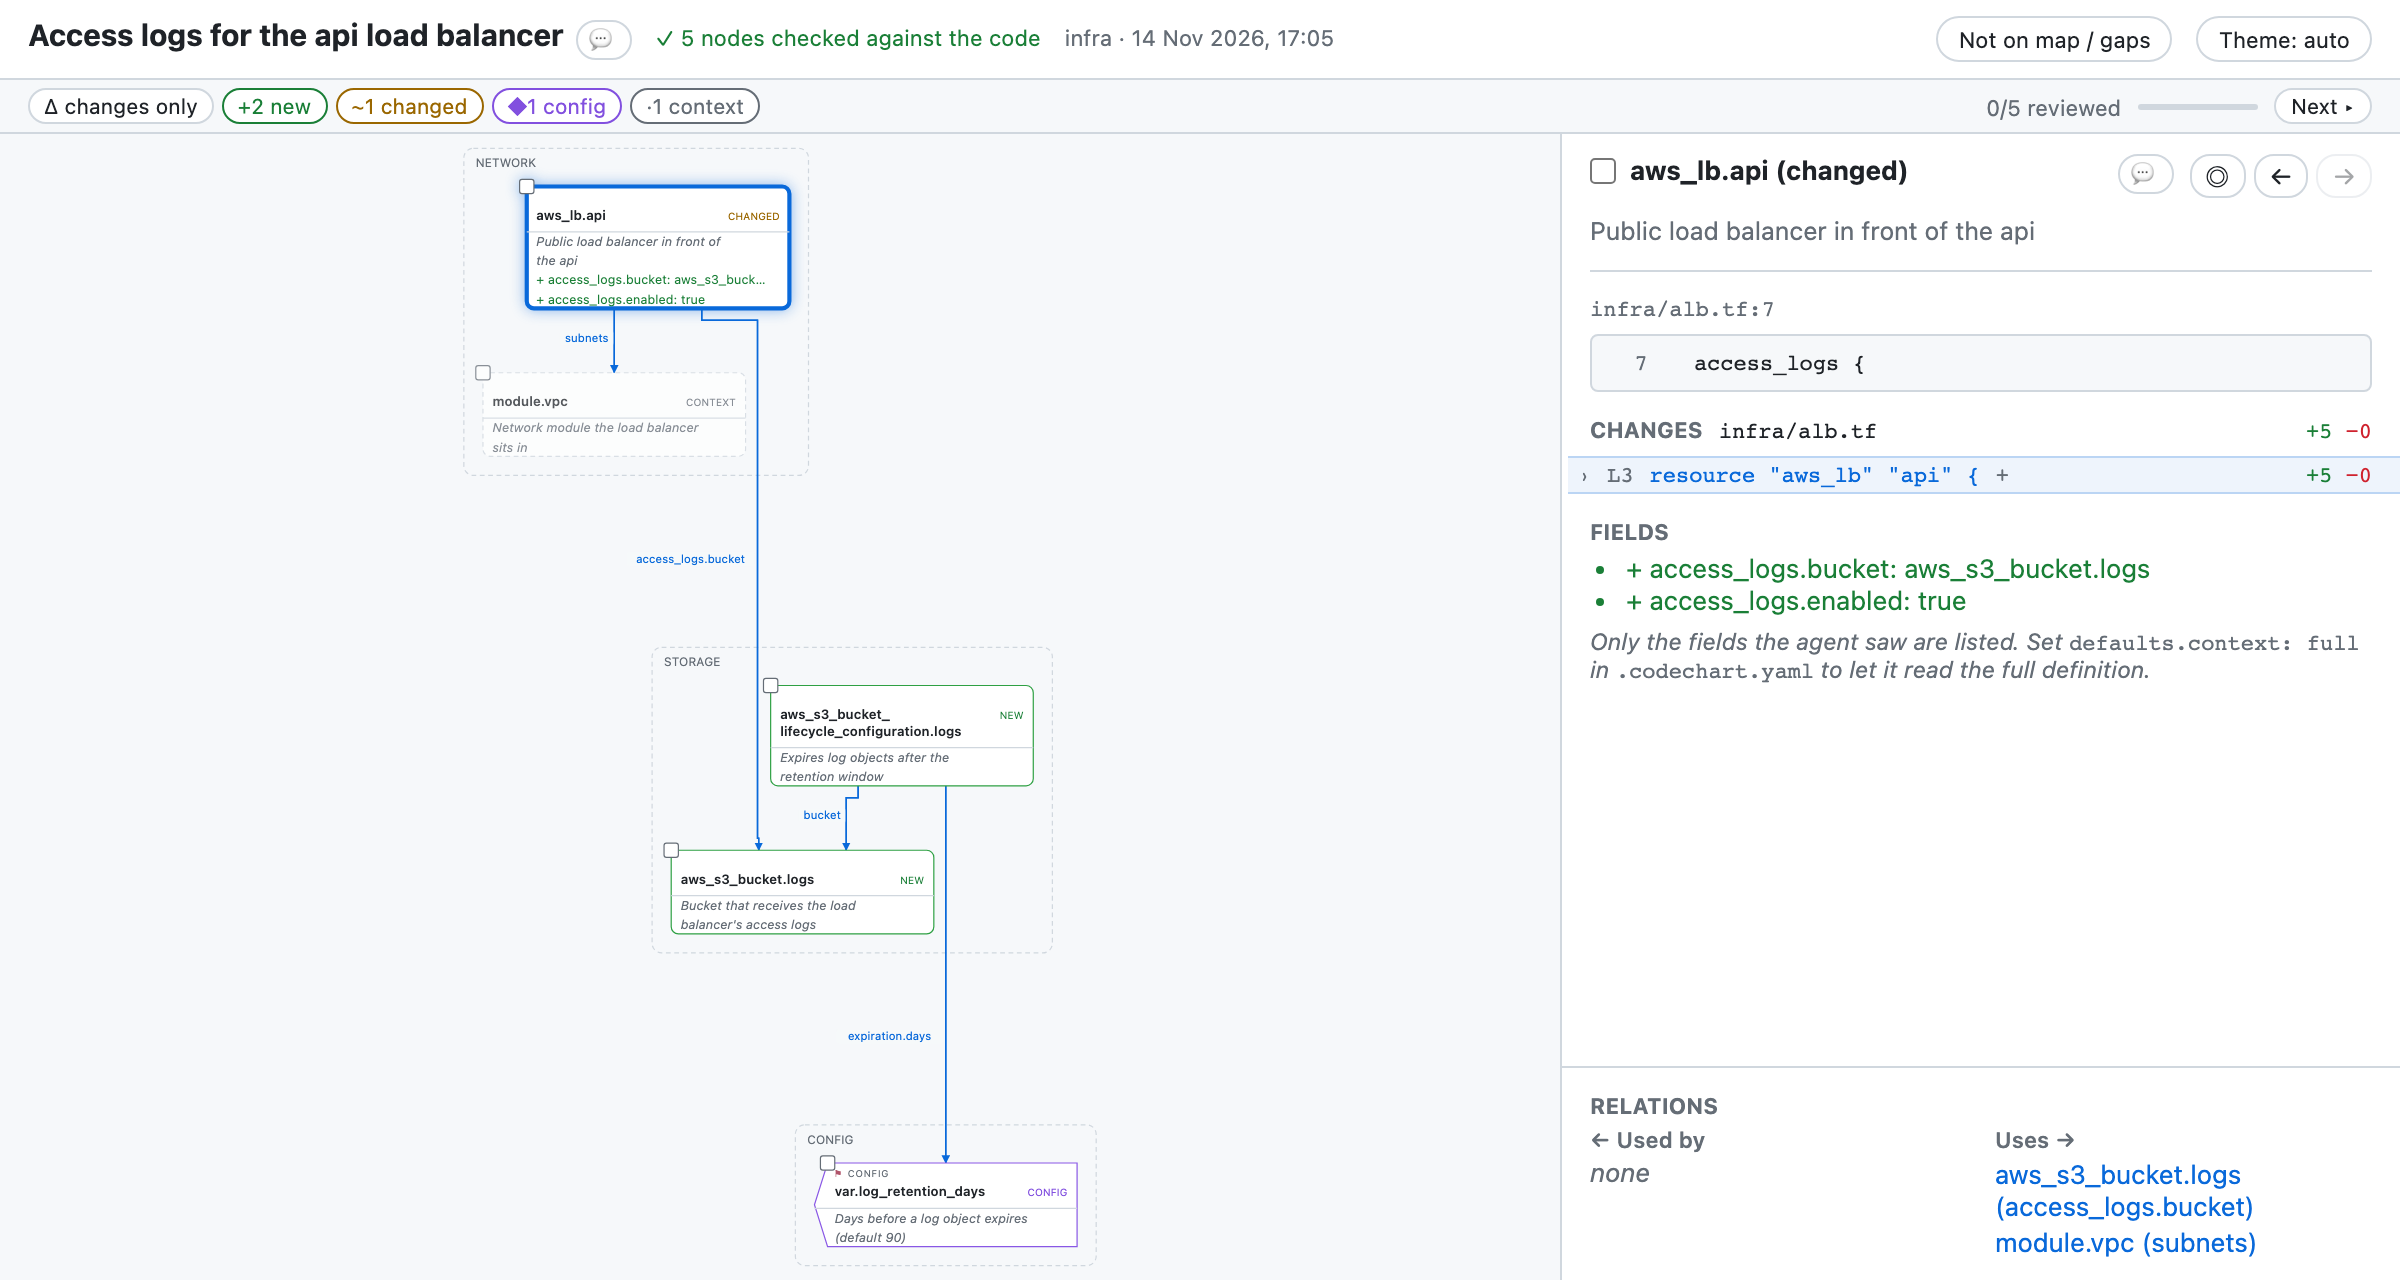 Access logs for the api load balancer
✓ 5 nodes checked against the code
infra · 14 Nov 2026, 17:05
Not on map / gaps
Theme: auto
Δ changes only
+2 new
~1 changed
◆1 config
·1 context
0/5 reviewed
Next ▸
NETWORK
aws_lb.api
CHANGED
Public load balancer in front of
the api
+ access_logs.bucket: aws_s3_buck…
+ access_logs.enabled: true
subnets
module.vpc
CONTEXT
Network module the load balancer
sits in
access_logs.bucket
STORAGE
aws_s3_bucket_
lifecycle_configuration.logs
NEW
Expires log objects after the
retention window
bucket
aws_s3_bucket.logs
NEW
Bucket that receives the load
balancer's access logs
expiration.days
CONFIG
CONFIG
var.log_retention_days
CONFIG
Days before a log object expires
(default 90)
aws_lb.api (changed)
Public load balancer in front of the api
infra/alb.tf:7
7 access_logs {
CHANGES infra/alb.tf +5 −0
› L3 resource "aws_lb" "api" { + +5 −0
FIELDS
• + access_logs.bucket: aws_s3_bucket.logs
• + access_logs.enabled: true
Only the fields the agent saw are listed. Set defaults.context: full
in .codechart.yaml to let it read the full definition.
RELATIONS
← Used by
none
Uses →
aws_s3_bucket.logs
(access_logs.bucket)
module.vpc (subnets)